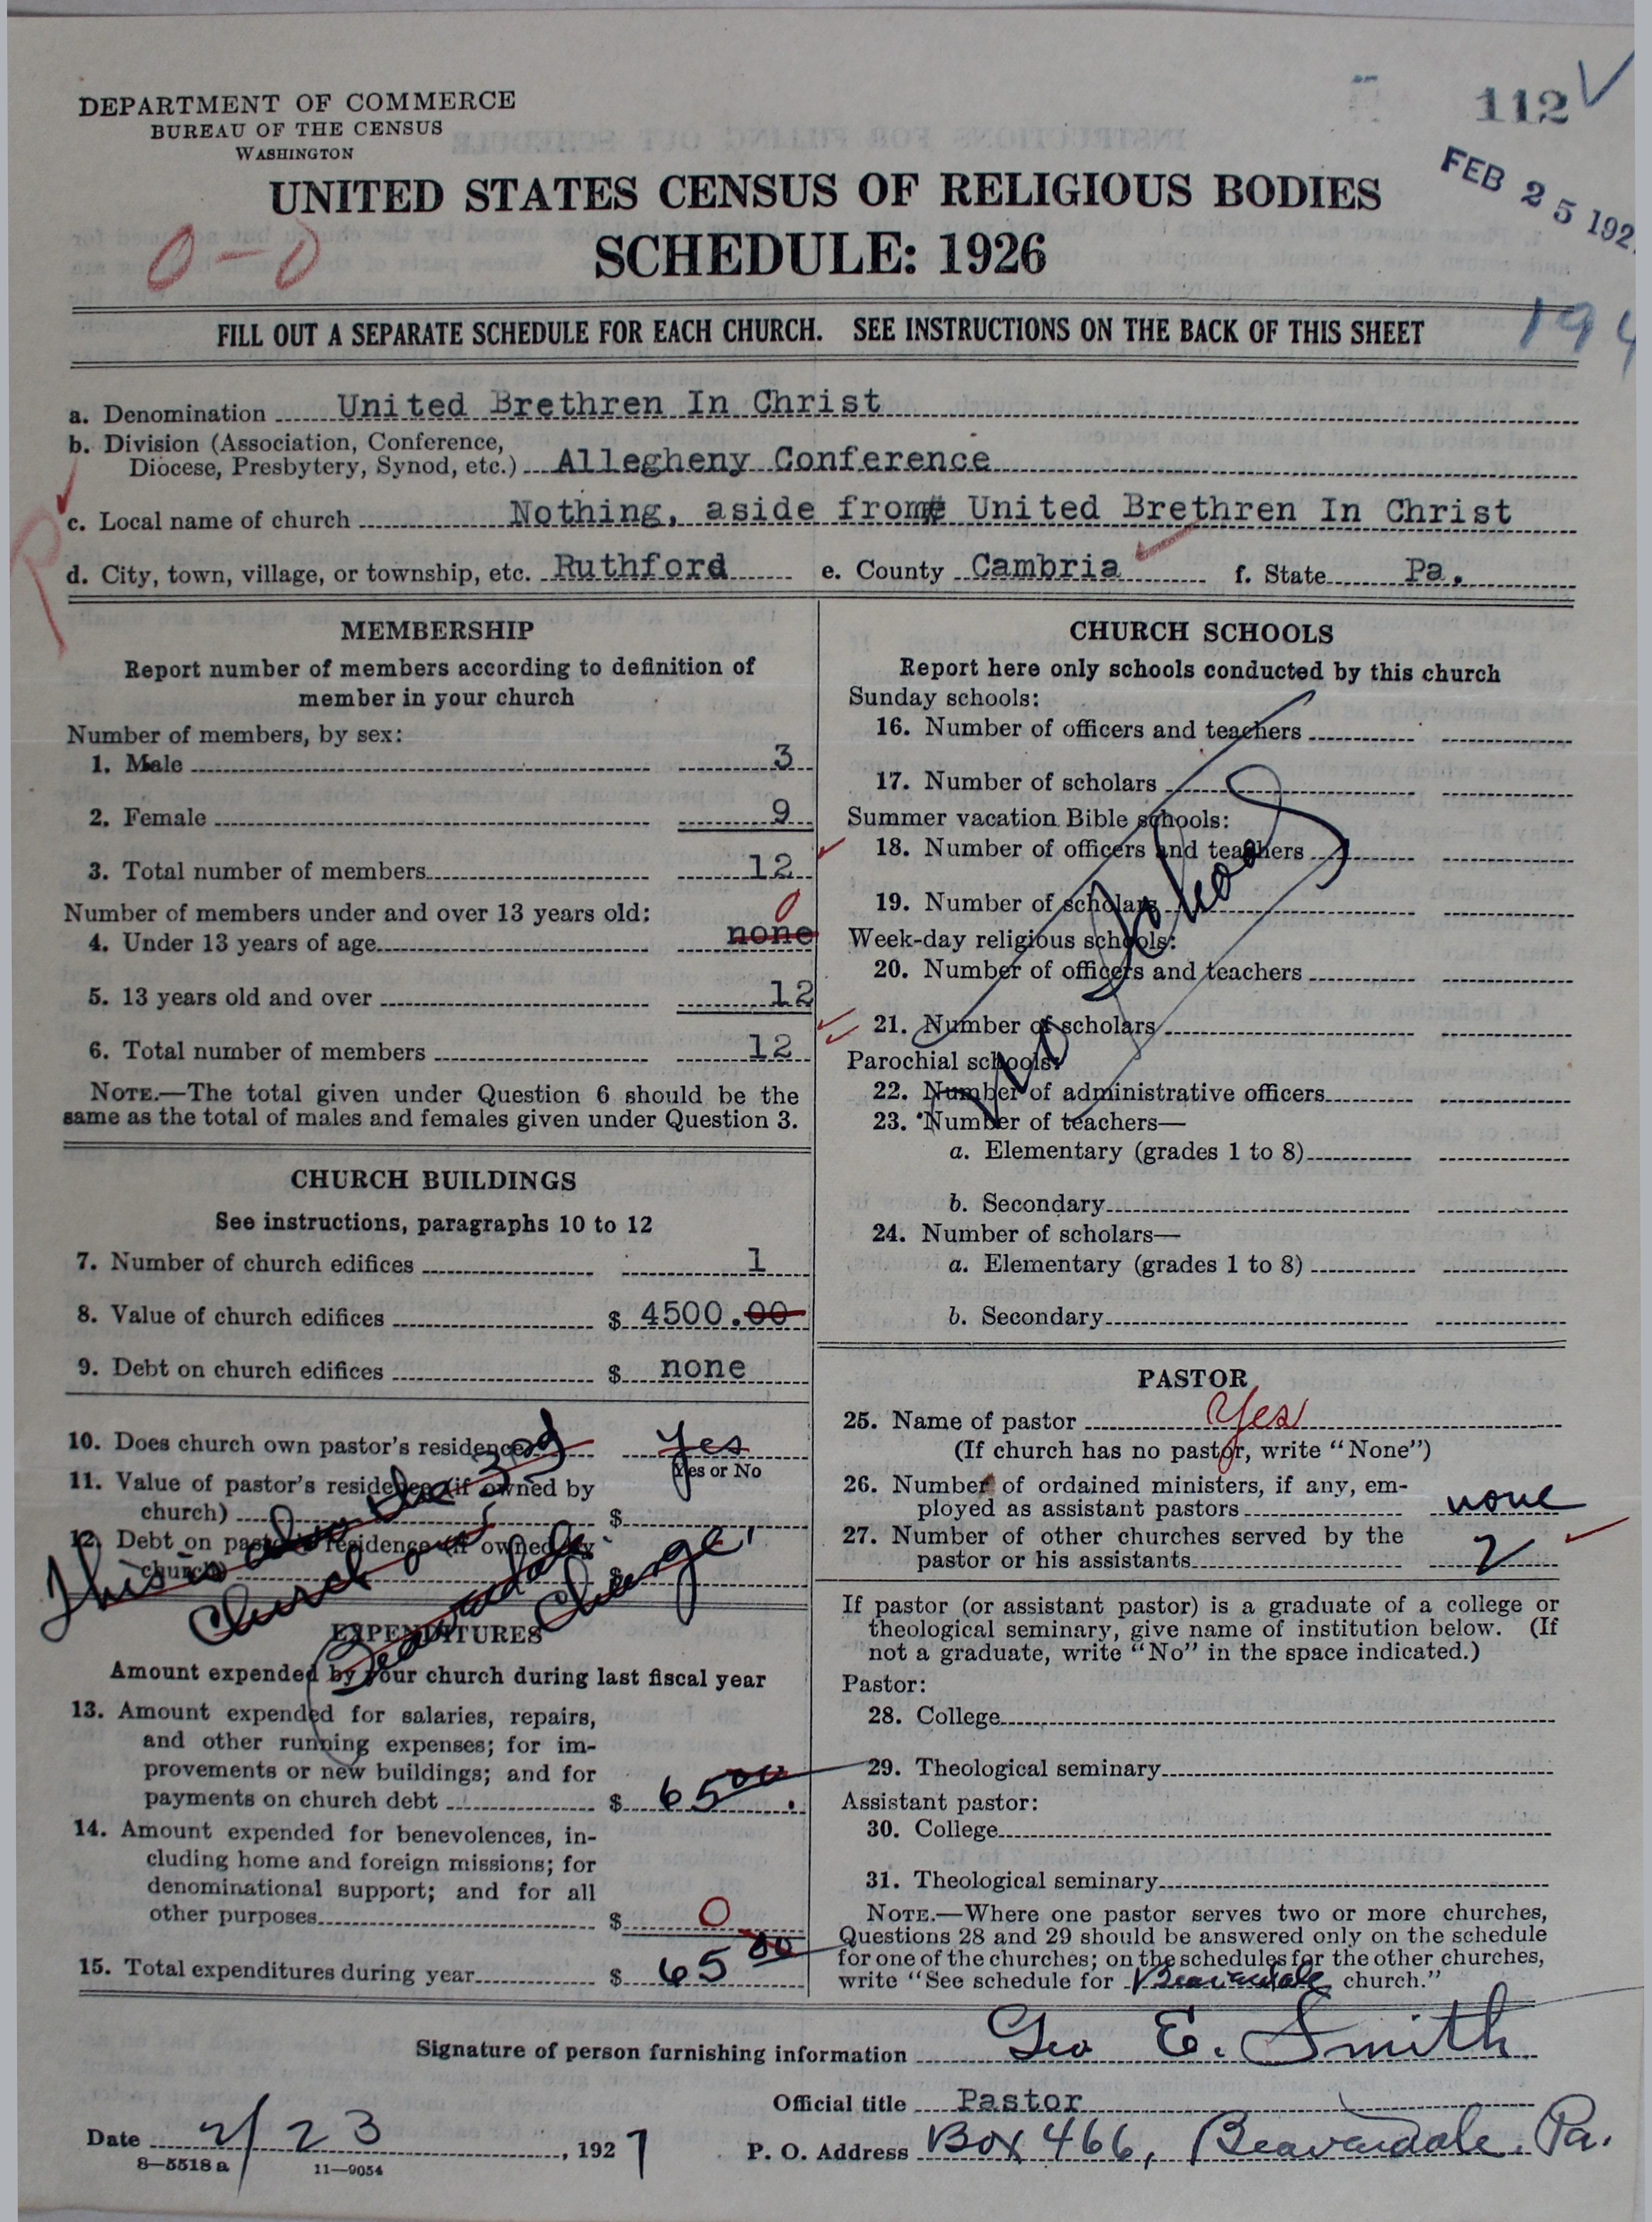 DEPARTMENT OF COMMERCE
BUREAU OF THE CENSUS
WASHINGTON
112
FEB 25 192
UNITED STATES CENSUS OF RELIGIOUS BODIES
SCHEDULE: 1926
0-0
194
FILL OUT A SEPARATE SCHEDULE FOR EACH CHURCH. SEE INSTRUCTIONS ON THE BACK OF THIS SHEET
a. Denomination United Brethren In Christ
b. Division (Association, Conference,
Diocese, Presbytery, Synod, etc.) Allegheny Conference
c. Local name of church Nothing, aside from United Brethren In Christ
d. City, town, village, or township, etc. Ruthford e. County Cambria f. State Pa.
P
MEMBERSHIP
Report number of members according to definition of
member in your church
Number of members, by sex:
1. Male 3
2. Female 9
3. Total number of members 12
Number of members under and over 13 years old:
0
4. Under 13 years of age none
5. 13 years old and over 12
6. Total number of members 12
NOTE.—The total given under Question 6 should be the
same as the total of males and females given under Question 3.
CHURCH BUILDINGS
See instructions, paragraphs 10 to 12
7. Number of church edifices 1
8. Value of church edifices $ 4500.00
9. Debt on church edifices $ none
10. Does church own pastor's residence yes
Yes or No
11. Value of pastor's residence (if owned by
church) $
12. Debt on pastor's residence (if owned by
church) $
This is
church
Beaverdale
Charge.
EXPENDITURES
Amount expended by your church during last fiscal year
13. Amount expended for salaries, repairs,
and other running expenses; for im-
provements or new buildings; and for
payments on church debt $ 65 00
14. Amount expended for benevolences, in-
cluding home and foreign missions; for
denominational support; and for all
other purposes $ 0
15. Total expenditures during year $ 65 00
CHURCH SCHOOLS
Report here only schools conducted by this church
Sunday schools:
16. Number of officers and teachers
17. Number of scholars
Summer vacation Bible schools:
18. Number of officers and teachers
19. Number of scholars
Week-day religious schools:
20. Number of officers and teachers
21. Number of scholars
Parochial schools:
22. Number of administrative officers
23. Number of teachers—
a. Elementary (grades 1 to 8)
b. Secondary
24. Number of scholars—
a. Elementary (grades 1 to 8)
b. Secondary
No Schools
PASTOR
25. Name of pastor Yes
(If church has no pastor, write "None")
26. Number of ordained ministers, if any, em-
ployed as assistant pastors none
27. Number of other churches served by the
pastor or his assistants 2
If pastor (or assistant pastor) is a graduate of a college or
theological seminary, give name of institution below. (If
not a graduate, write "No" in the space indicated.)
Pastor:
28. College
29. Theological seminary
Assistant pastor:
30. College
31. Theological seminary
NOTE.—Where one pastor serves two or more churches,
Questions 28 and 29 should be answered only on the schedule
for one of the churches; on the schedules for the other churches,
write "See schedule for Beaverdale church."
Signature of person furnishing information Geo E. Smith
Official title Pastor
Date 2/23, 1927 P. O. Address Box 466, Beaverdale, Pa.
8—5518 a 11—9054